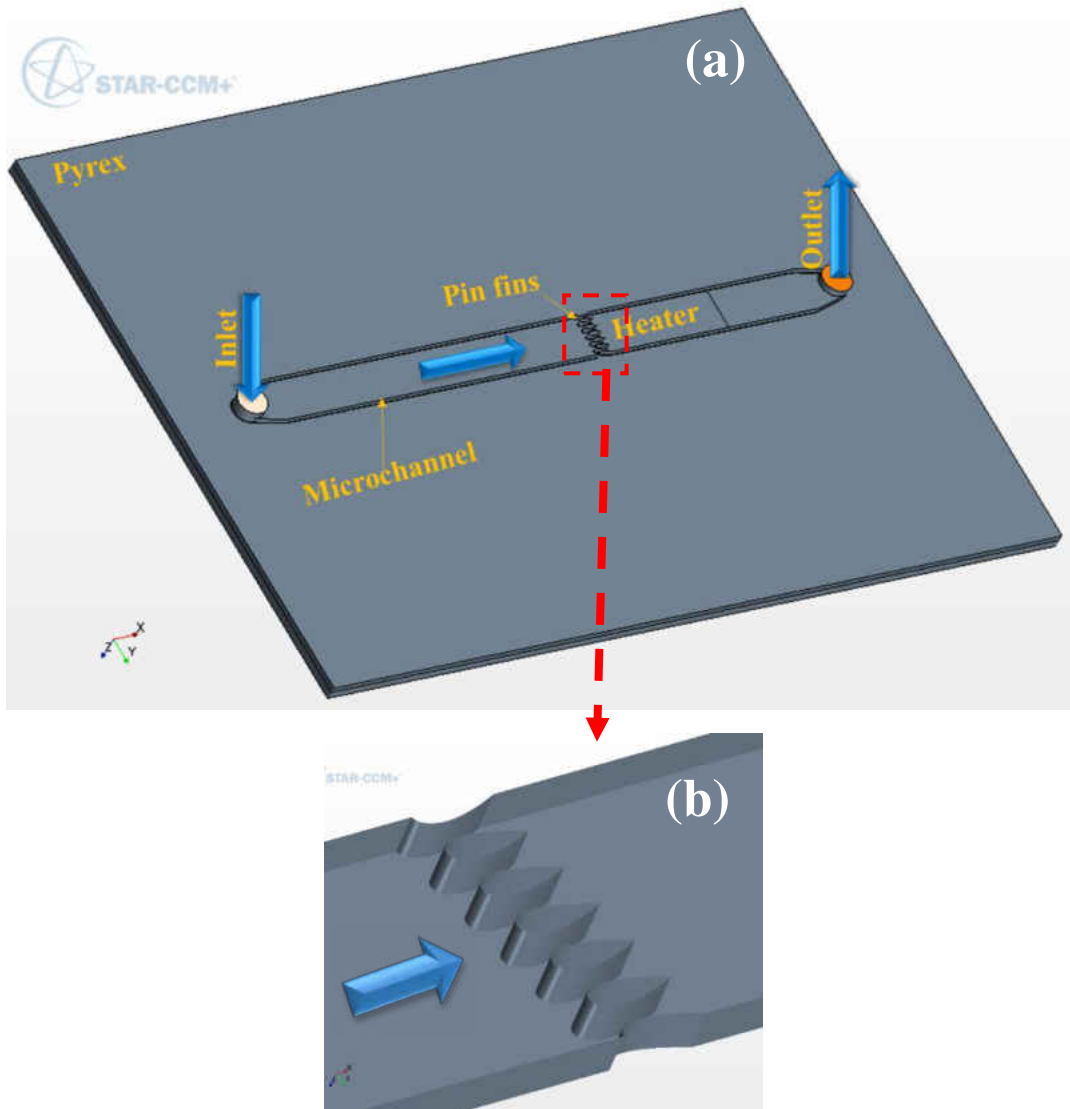 (a)
STAR-CCM+
Pyrex
Outlet
Pin fins
Heater
Inlet
Microchannel
X
Z
Y
STAR-CCM+
(b)